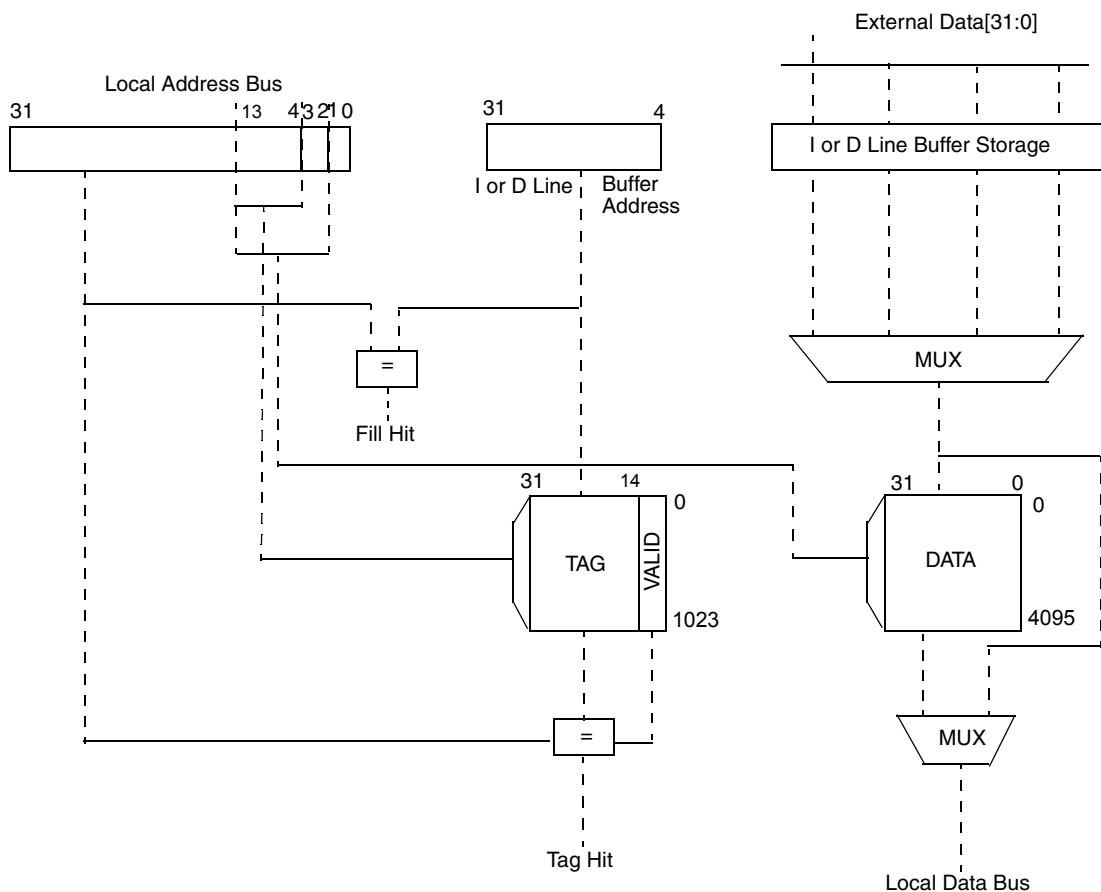 External Data[31:0]
Local Address Bus
31 13 4 3 2 1 0
31 4
I or D Line Buffer Storage
I or D Line Buffer
Address
MUX
=
Fill Hit
31 14 0
31 0
0
TAG
VALID
DATA
1023
4095
=
MUX
Tag Hit
Local Data Bus